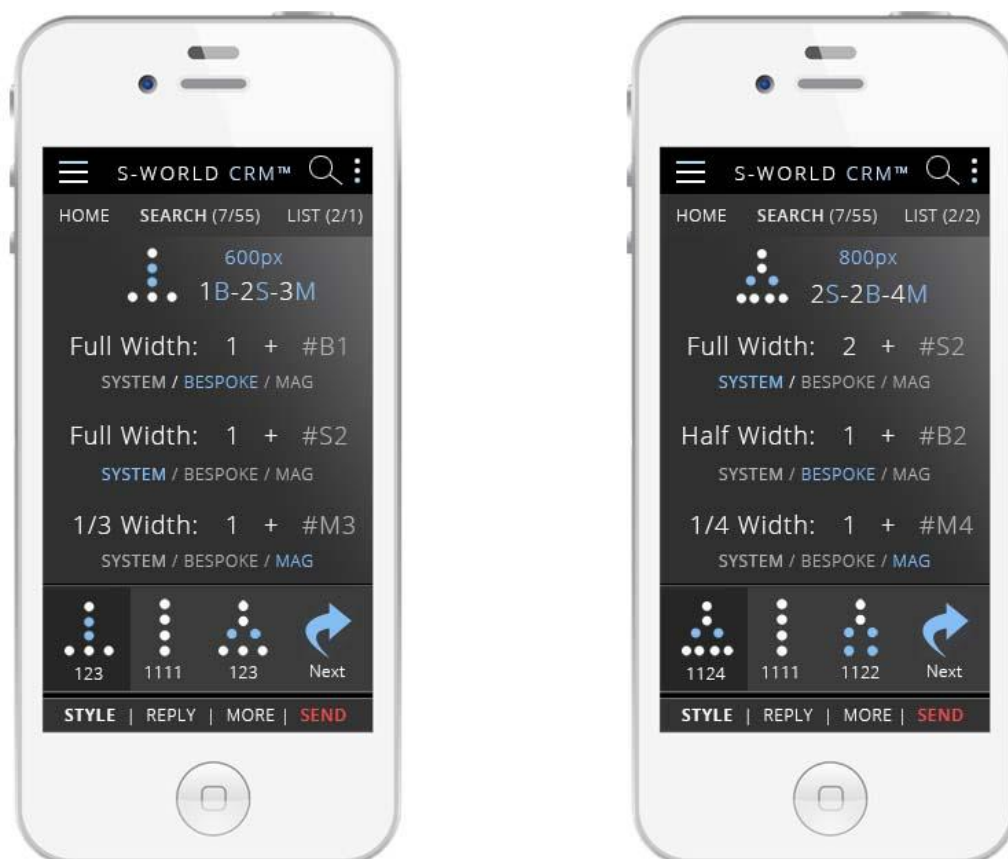 S-WORLD CRM™
HOME SEARCH (7/55) LIST (2/1)
600px
1B-2S-3M
Full Width: 1 + #B1
SYSTEM / BESPOKE / MAG
Full Width: 1 + #S2
SYSTEM / BESPOKE / MAG
1/3 Width: 1 + #M3
SYSTEM / BESPOKE / MAG
123 1111 123 Next
STYLE | REPLY | MORE | SEND
S-WORLD CRM™
HOME SEARCH (7/55) LIST (2/2)
800px
2S-2B-4M
Full Width: 2 + #S2
SYSTEM / BESPOKE / MAG
Half Width: 1 + #B2
SYSTEM / BESPOKE / MAG
1/4 Width: 1 + #M4
SYSTEM / BESPOKE / MAG
1124 1111 1122 Next
STYLE | REPLY | MORE | SEND